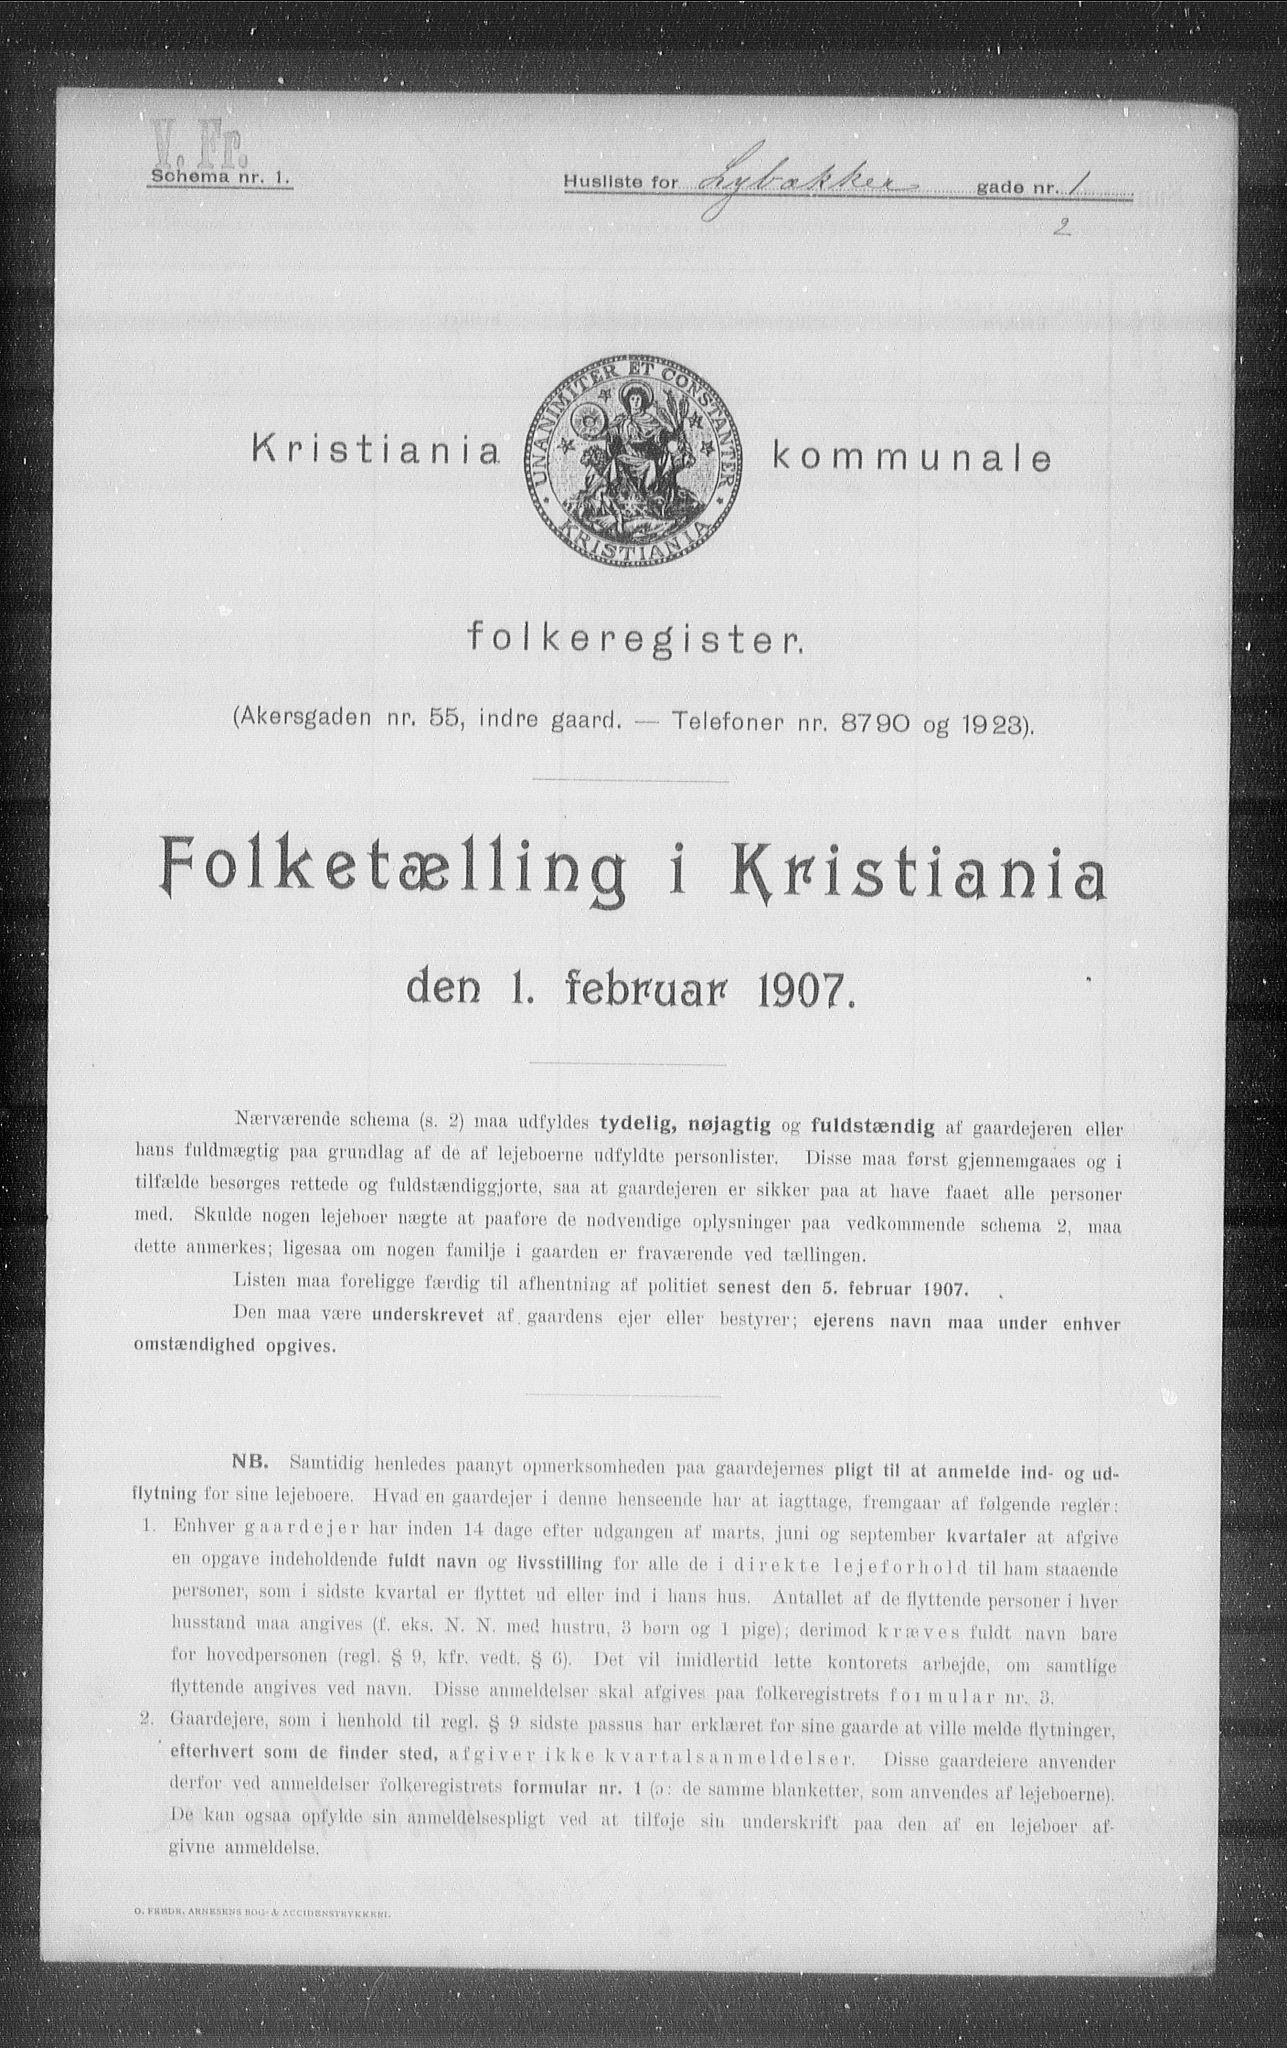 V. Fr.
Schema nr. 1.
Husliste for Lybækker gade nr. 1
2
UNANIMITER ET CONSTANTER
KRISTIANIA
Kristiania kommunale
folkeregister.
(Akersgaden nr. 55, indre gaard. — Telefoner nr. 8790 og 1923).
Folketælling i Kristiania
den 1. februar 1907.
Nærværende schema (s. 2) maa udfyldes tydelig, nøjagtig og fuldstændig af gaardejeren eller
hans fuldmægtig paa grundlag af de af lejeboerne udfyldte personlister. Disse maa først gjennemgaaes og i
tilfælde besørges rettede og fuldstændiggjorte, saa at gaardejeren er sikker paa at have faaet alle personer
med. Skulde nogen lejeboer nægte at paaføre de nødvendige oplysninger paa vedkommende schema 2, maa
dette anmerkes; ligesaa om nogen familje i gaarden er fraværende ved tællingen.
Listen maa foreligge færdig til afhentning af politiet senest den 5. februar 1907.
Den maa være underskrevet af gaardens ejer eller bestyrer; ejerens navn maa under enhver
omstændighed opgives.
NB. Samtidig henledes paanyt opmerksomheden paa gaardejernes pligt til at anmelde ind- og ud-
flytning for sine lejeboere. Hvad en gaardejer i denne henseende har at iagttage, fremgaar af følgende regler:
1. Enhver gaardejer har inden 14 dage efter udgangen af marts, juni og september kvartaler at afgive
en opgave indeholdende fuldt navn og livsstilling for alle de i direkte lejeforhold til ham staaende
personer, som i sidste kvartal er flyttet ud eller ind i hans hus. Antallet af de flyttende personer i hver
husstand maa angives (f. eks. N. N. med hustru, 3 børn og 1 pige); derimod kræves fuldt navn bare
for hovedpersonen (regl. § 9, kfr. vedt. § 6). Det vil imidlertid lette kontorets arbejde, om samtlige
flyttende angives ved navn. Disse anmeldelser skal afgives paa folkeregistrets formular nr. 3.
2. Gaardejere, som i henhold til regl. § 9 sidste passus har erklæret for sine gaarde at ville melde flytninger,
efterhvert som de finder sted, afgiver ikke kvartalsanmeldelser. Disse gaardeiere anvender
derfor ved anmeldelser folkeregistrets formular nr. 1 (ɔ: de samme blanketter, som anvendes af lejeboerne).
De kan ogsaa opfylde sin anmeldelsespligt ved at tilføje sin underskrift paa den af en lejeboer af-
givne anmeldelse.
O. FREDR. ARNESENS BOG- & ACCIDENSTRYKKERI.